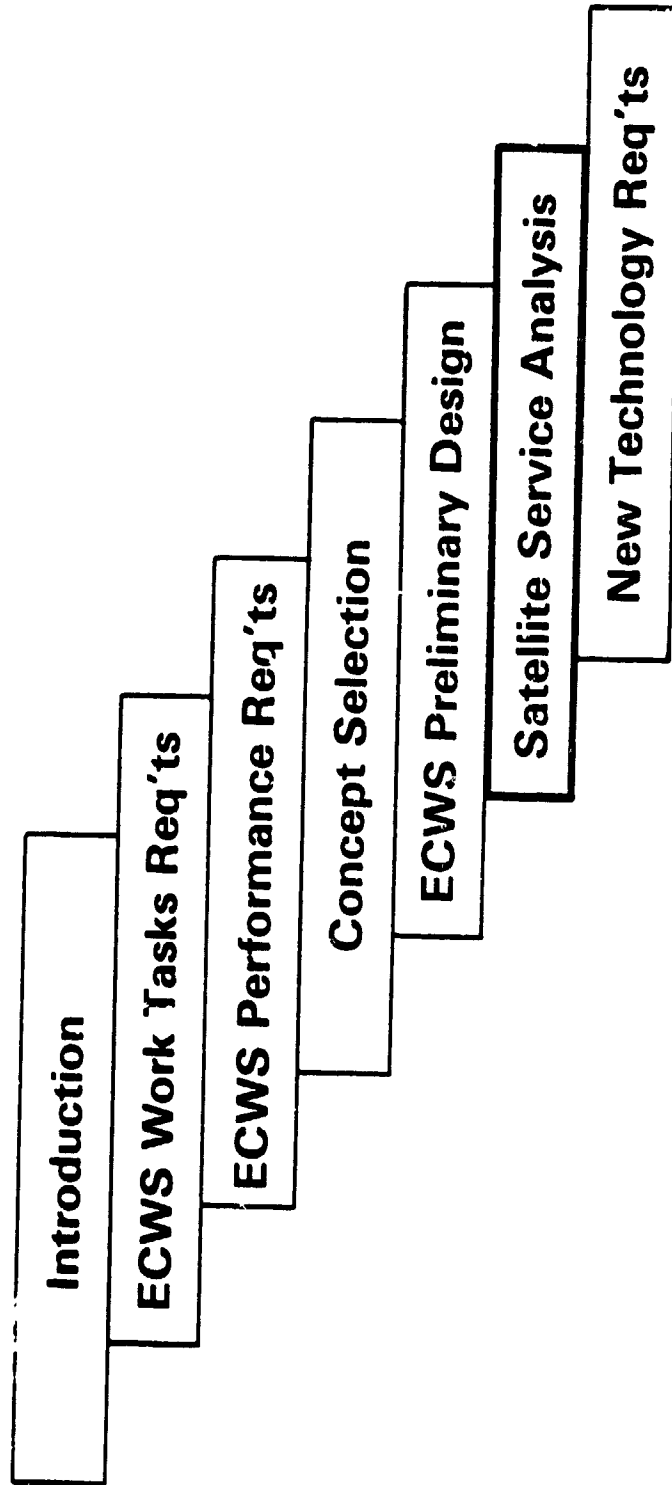 Introduction
ECWS Work Tasks Req'ts
ECWS Performance Req'ts
Concept Selection
ECWS Preliminary Design
Satellite Service Analysis
New Technology Req'ts